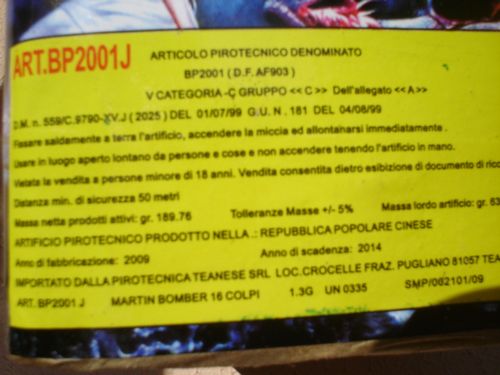 ART.BP2001J
ARTICOLO PIROTECNICO DENOMINATO
BP2001 ( D.F. AF903 )
V CATEGORIA -Ç GRUPPO << C >> Dell'allegato << A >>
D.M. n. 559/C.9790-XV.J ( 2025 ) DEL 01/07/99 G.U. N . 181 DEL 04/08/99
Fissare saldamente a terra l'artificio, accendere la miccia ed allontanarsi immediatamente .
Usare in luogo aperto lontano da persone e cose e non accendere tenendo l'artificio in mano.
Vietata la vendita a persone minore di 18 anni. Vendita consentita dietro esibizione di documento di rico
Distanza min. di sicurezza 50 metri
Massa netta prodotti attivi: gr. 189.76 Tolleranze Masse +/- 5% Massa lordo artificio: gr. 63
ARTIFICIO PIROTECNICO PRODOTTO NELLA .: REPUBBLICA POPOLARE CINESE
Anno di fabbricazione: 2009 Anno di scadenza: 2014
IMPORTATO DALLA PIROTECNICA TEANESE SRL LOC.CROCELLE FRAZ. PUGLIANO 81057 TEA
ART. BP2001 J MARTIN BOMBER 16 COLPI 1.3G UN 0335 SMP/062101/09